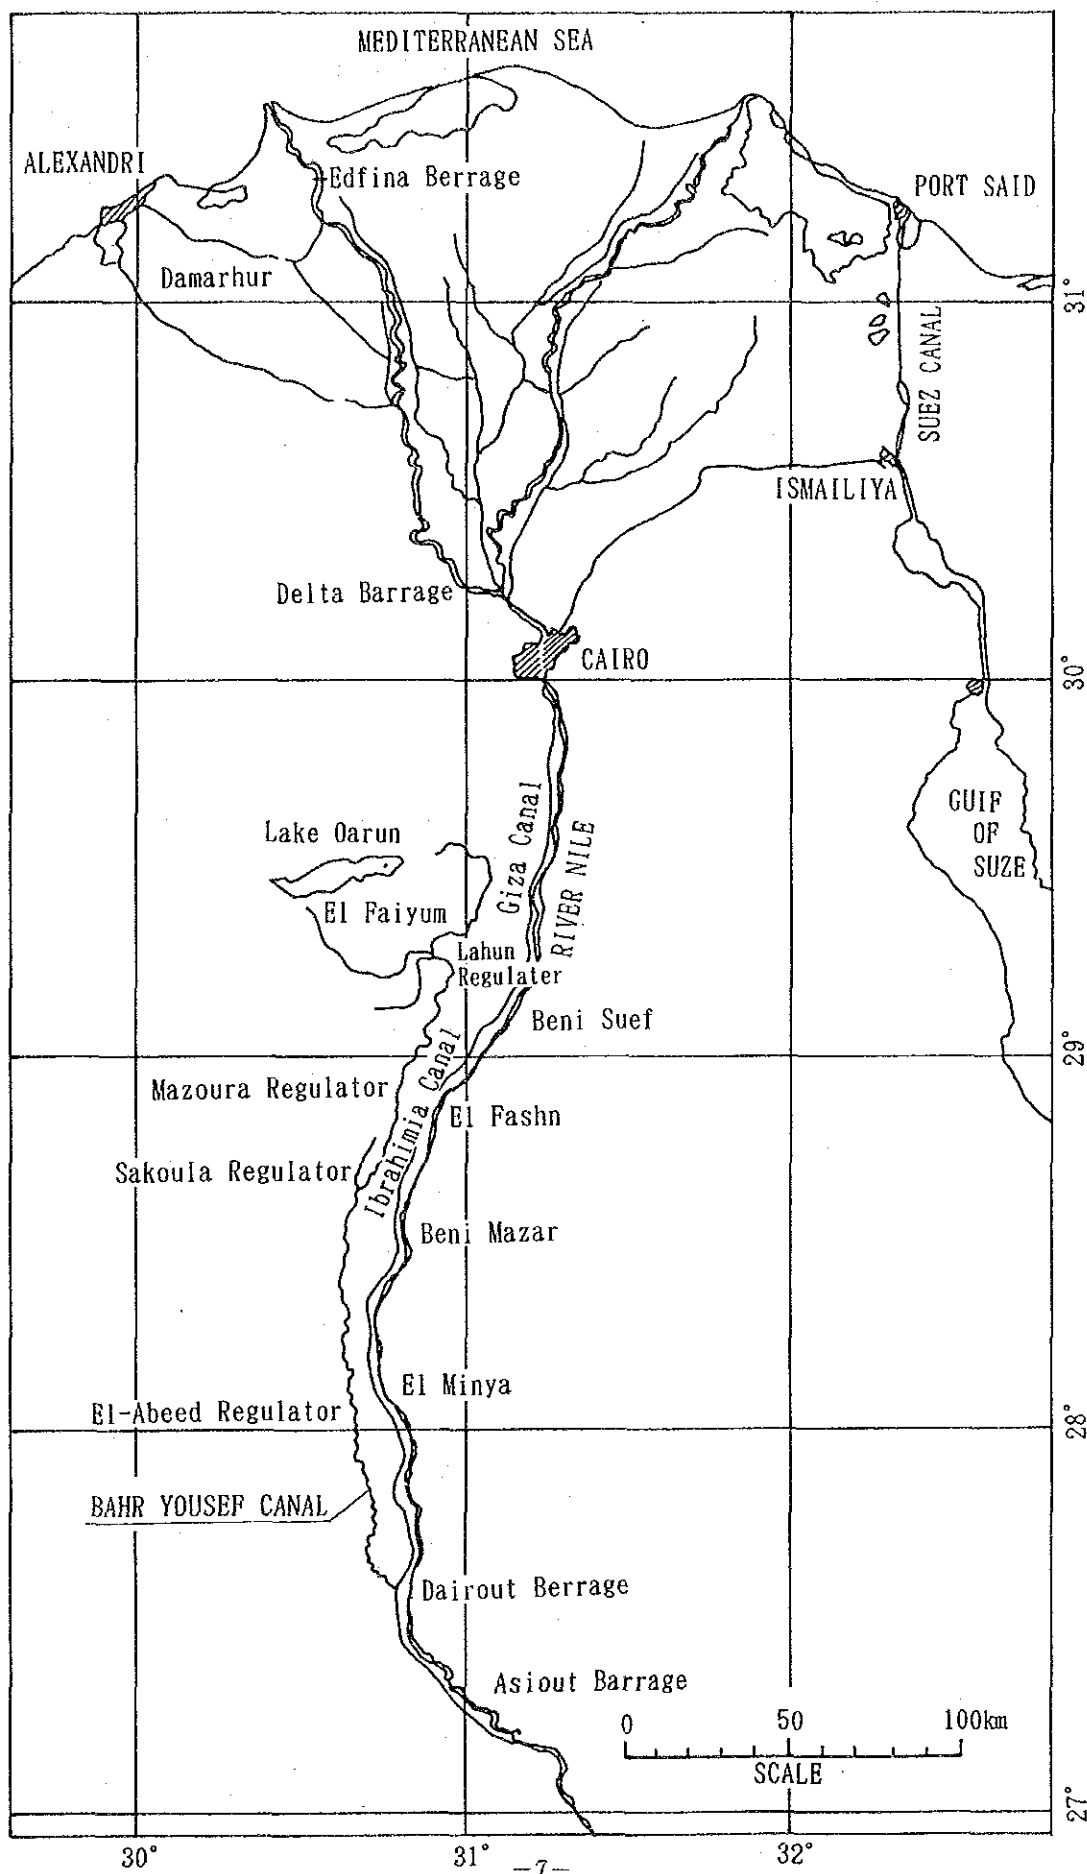 MEDITERRANEAN SEA
ALEXANDRI
Edfina Berrage
PORT SAID
Damarhur
31°
SUEZ CANAL
ISMAILIYA
Delta Barrage
CAIRO
30°
Giza Canal
RIVER NILE
GUIF
OF
SUZE
Lake Oarun
El Faiyum
Lahun
Regulater
Beni Suef
29°
Mazoura Regulator
Ibrahimia Canal
El Fashn
Sakoula Regulator
Beni Mazar
El Minya
El-Abeed Regulator
28°
BAHR YOUSEF CANAL
Dairout Berrage
Asiout Barrage
0 50 100km
SCALE
27°
30° 31° 32°
-7-